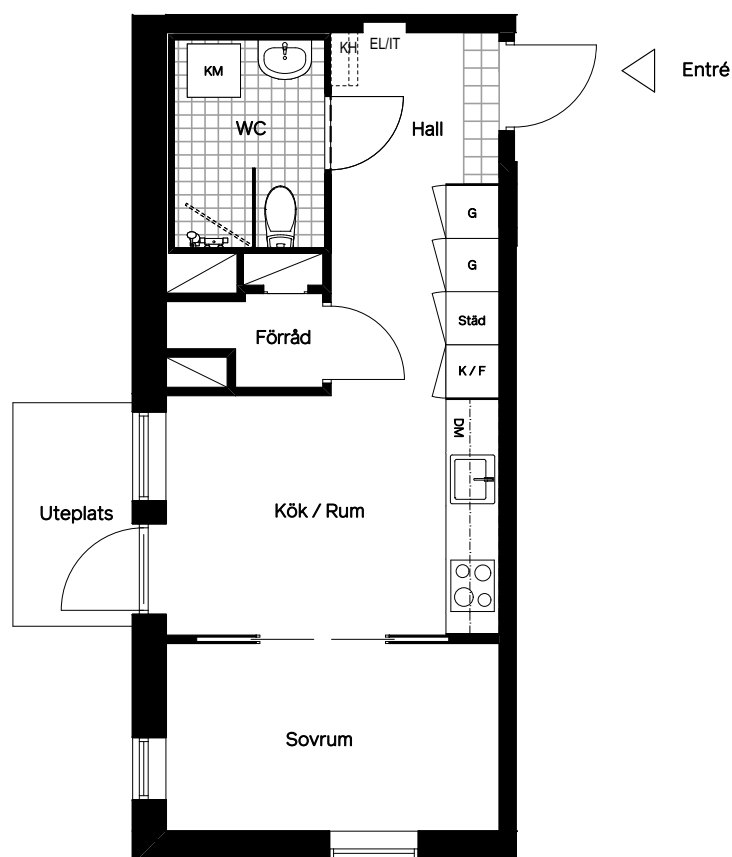 KH
EL/IT
KM
Entré
WC
Hall
G
G
Städ
Förråd
K / F
DM
Uteplats
Kök / Rum
Sovrum